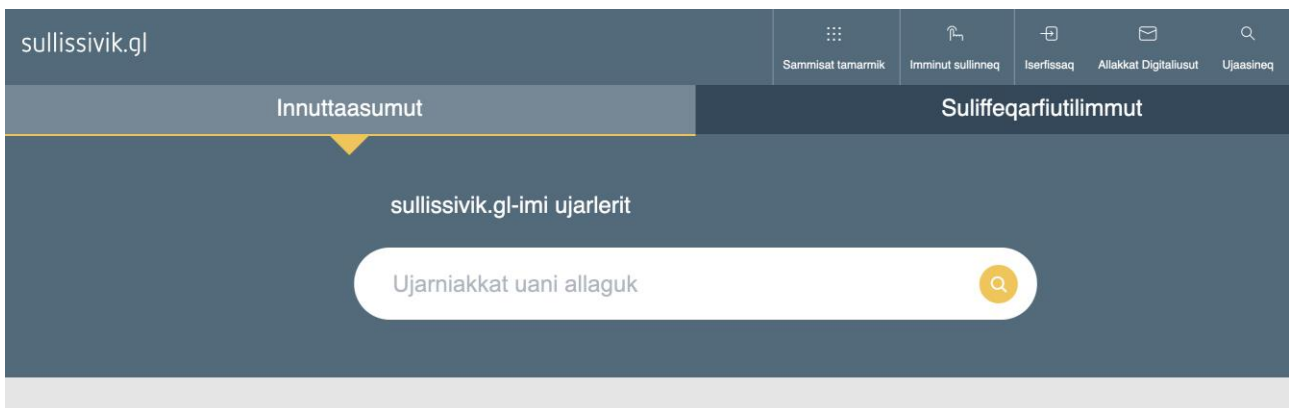 sullissivik.gl
Sammisat tamarmik
Imminut sullinneq
Iserfissaq
Allakkat Digitaliusut
Ujaasineq
Innuttaasumut
Suliffeqarfiutilimmut
sullissivik.gl-imi ujarlerit
Ujarniakkat uani allaguk